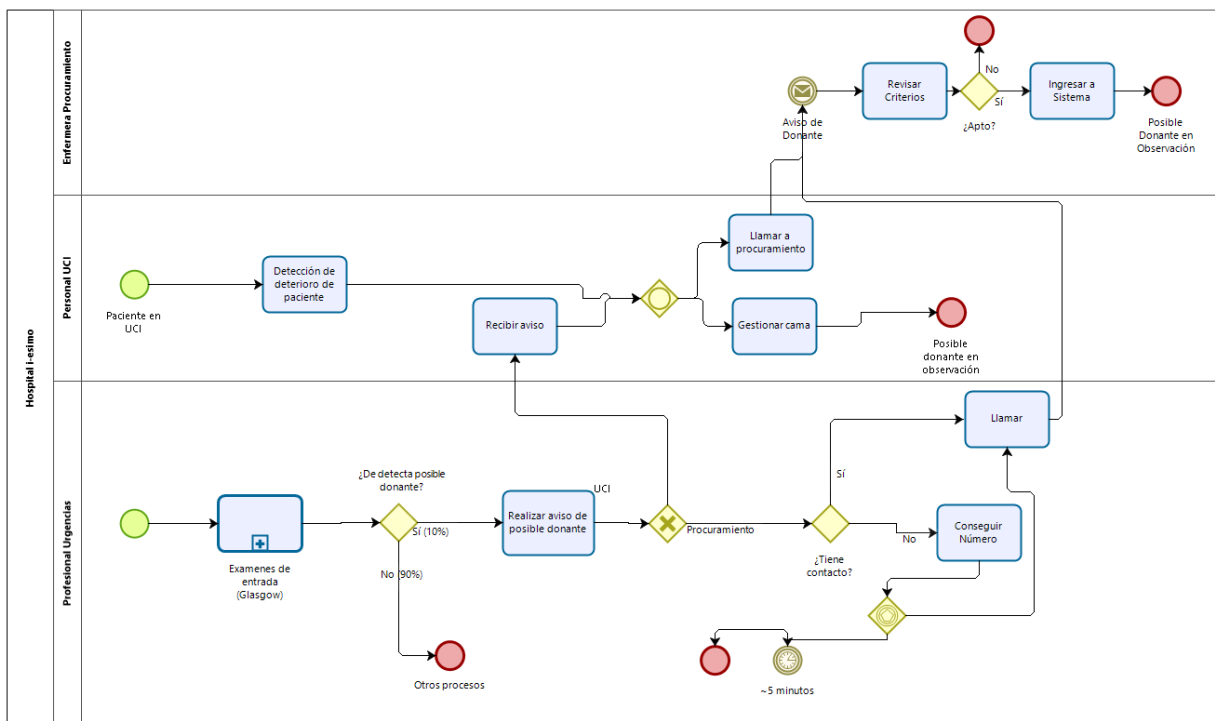 Hospital i-esimo
Enfermera Procuramiento
Aviso de
Donante
Revisar
Criterios
No
Sí
¿Apto?
Ingresar a
Sistema
Posible
Donante en
Observación
Personal UCI
Paciente en
UCI
Detección de
deterioro de
paciente
Recibir aviso
Llamar a
procuramiento
Gestionar cama
Posible
donante en
observación
Profesional Urgencias
Examenes de
entrada
(Glasgow)
¿De detecta posible
donante?
Sí (10%)
No (90%)
Otros procesos
Realizar aviso de
posible donante
UCI
Procuramiento
Sí
¿Tiene
contacto?
No
Llamar
Conseguir
Número
~5 minutos